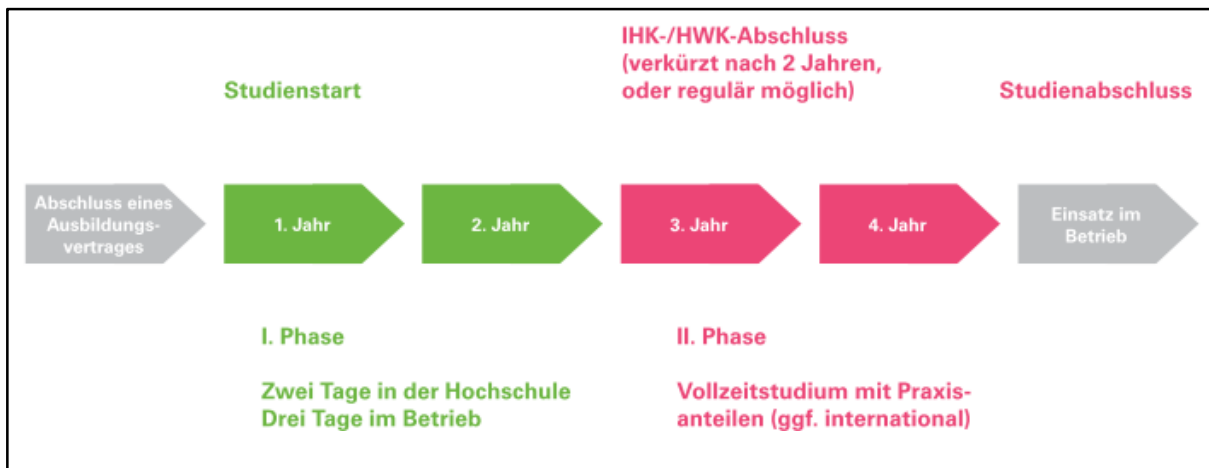 Studienstart
IHK-/HWK-Abschluss
(verkürzt nach 2 Jahren,
oder regulär möglich)
Studienabschluss
Abschluss eines
Ausbildungs-
vertrages
1. Jahr
2. Jahr
3. Jahr
4. Jahr
Einsatz im
Betrieb
I. Phase
Zwei Tage in der Hochschule
Drei Tage im Betrieb
II. Phase
Vollzeitstudium mit Praxis-
anteilen (ggf. international)